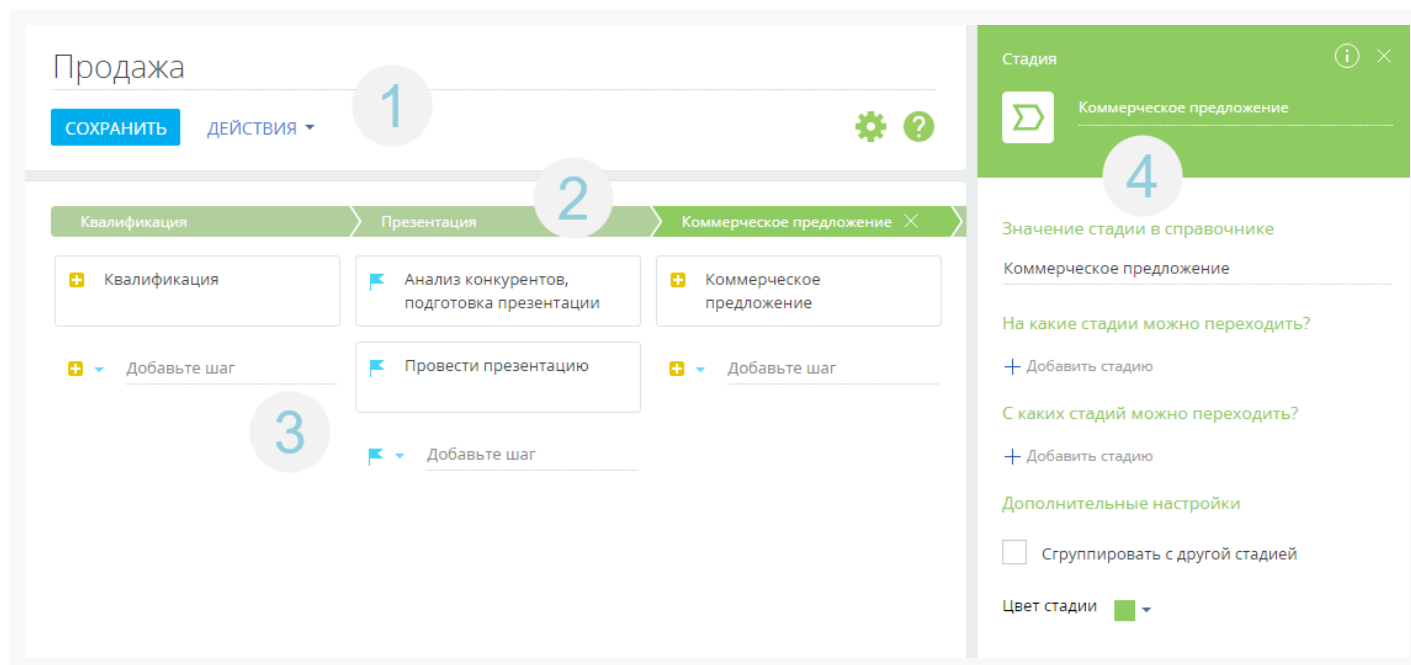 Продажа
1
СОХРАНИТЬ
ДЕЙСТВИЯ
?
2
Квалификация
Презентация
Коммерческое предложение
Квалификация
Добавьте шаг
3
Анализ конкурентов,
подготовка презентации
Провести презентацию
Добавьте шаг
Коммерческое
предложение
Добавьте шаг
Стадия
i
Коммерческое предложение
4
Значение стадии в справочнике
Коммерческое предложение
На какие стадии можно переходить?
Добавить стадию
С каких стадий можно переходить?
Добавить стадию
Дополнительные настройки
Сгруппировать с другой стадией
Цвет стадии